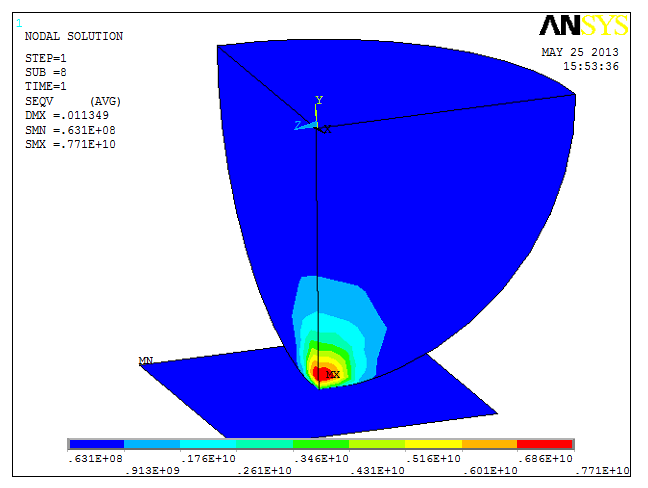 1
NODAL SOLUTION
ANSYS
MAY 25 2013
15:53:36
STEP=1
SUB =8
TIME=1
SEQV     (AVG)
DMX =.011349
SMN =.631E+08
SMX =.771E+10
Y
Z X
MN
MX
.631E+08 .176E+10 .346E+10 .516E+10 .686E+10
.913E+09 .261E+10 .431E+10 .601E+10 .771E+10